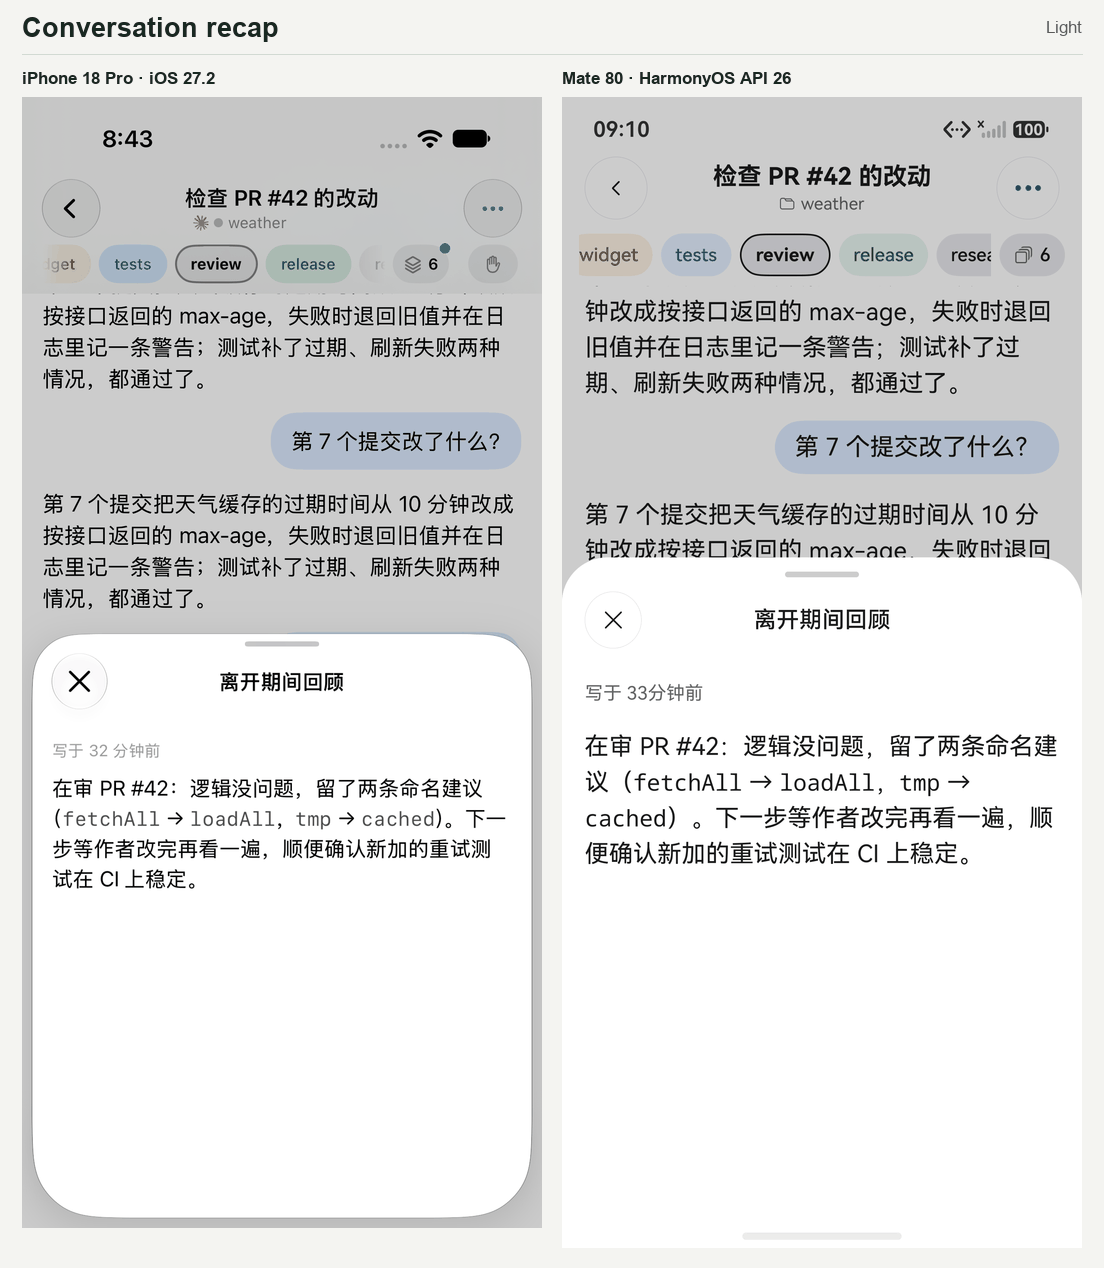 Conversation recap
Light
iPhone 18 Pro · iOS 27.2
8:43
检查 PR #42 的改动
weather
tests
review
release
6
按接口返回的 max-age，失败时退回旧值并在日
志里记一条警告；测试补了过期、刷新失败两种
情况，都通过了。
第 7 个提交改了什么？
第 7 个提交把天气缓存的过期时间从 10 分钟改成
按接口返回的 max-age，失败时退回旧值并在日
志里记一条警告；测试补了过期、刷新失败两种
情况，都通过了。
离开期间回顾
写于 32 分钟前
在审 PR #42：逻辑没问题，留了两条命名建议
（fetchAll → loadAll，tmp → cached）。下一
步等作者改完再看一遍，顺便确认新加的重试测
试在 CI 上稳定。
Mate 80 · HarmonyOS API 26
09:10
100
检查 PR #42 的改动
weather
widget
tests
review
release
6
钟改成按接口返回的 max-age，失败时退回
旧值并在日志里记一条警告；测试补了过
期、刷新失败两种情况，都通过了。
第 7 个提交改了什么？
第 7 个提交把天气缓存的过期时间从 10 分
钟改成按接口返回的 max-age，失败时退回
离开期间回顾
写于 33分钟前
在审 PR #42：逻辑没问题，留了两条命名建
议（fetchAll → loadAll，tmp →
cached）。下一步等作者改完再看一遍，顺
便确认新加的重试测试在 CI 上稳定。